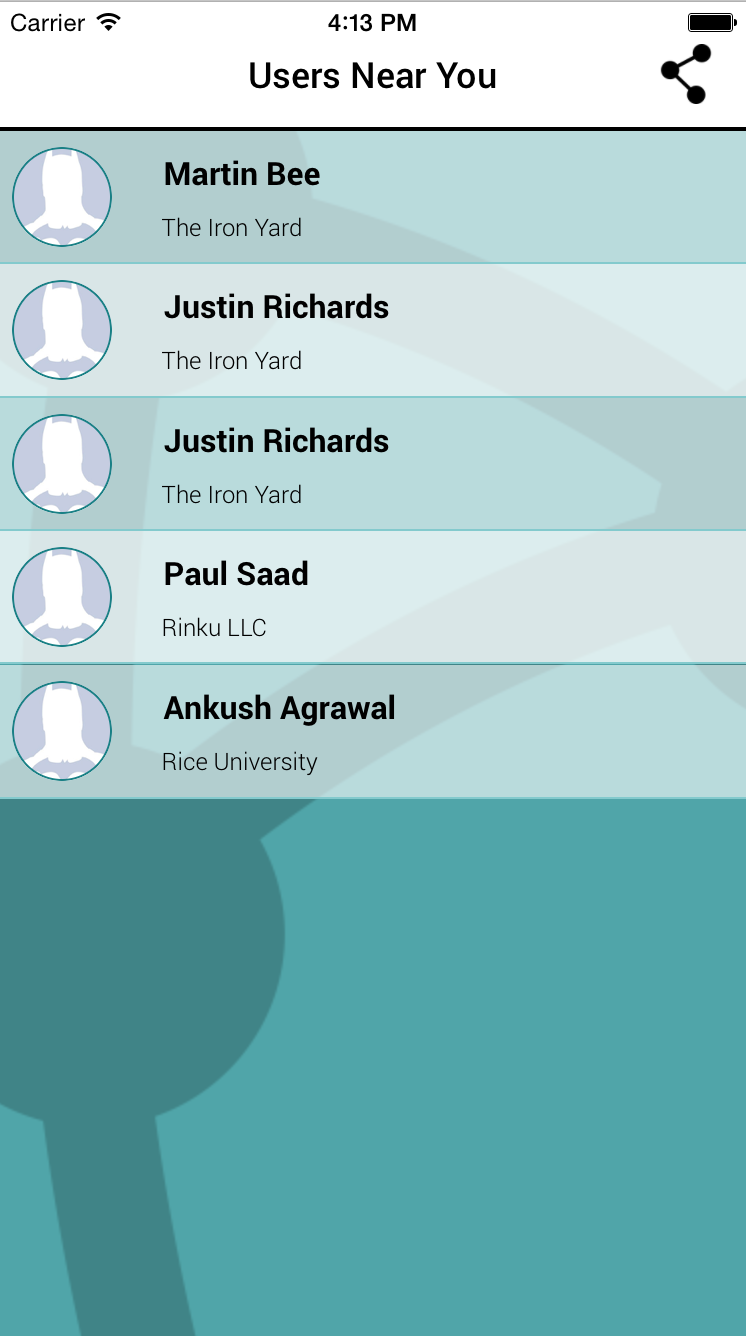 Carrier 4:13 PM
Users Near You
Martin Bee
The Iron Yard
Justin Richards
The Iron Yard
Justin Richards
The Iron Yard
Paul Saad
Rinku LLC
Ankush Agrawal
Rice University